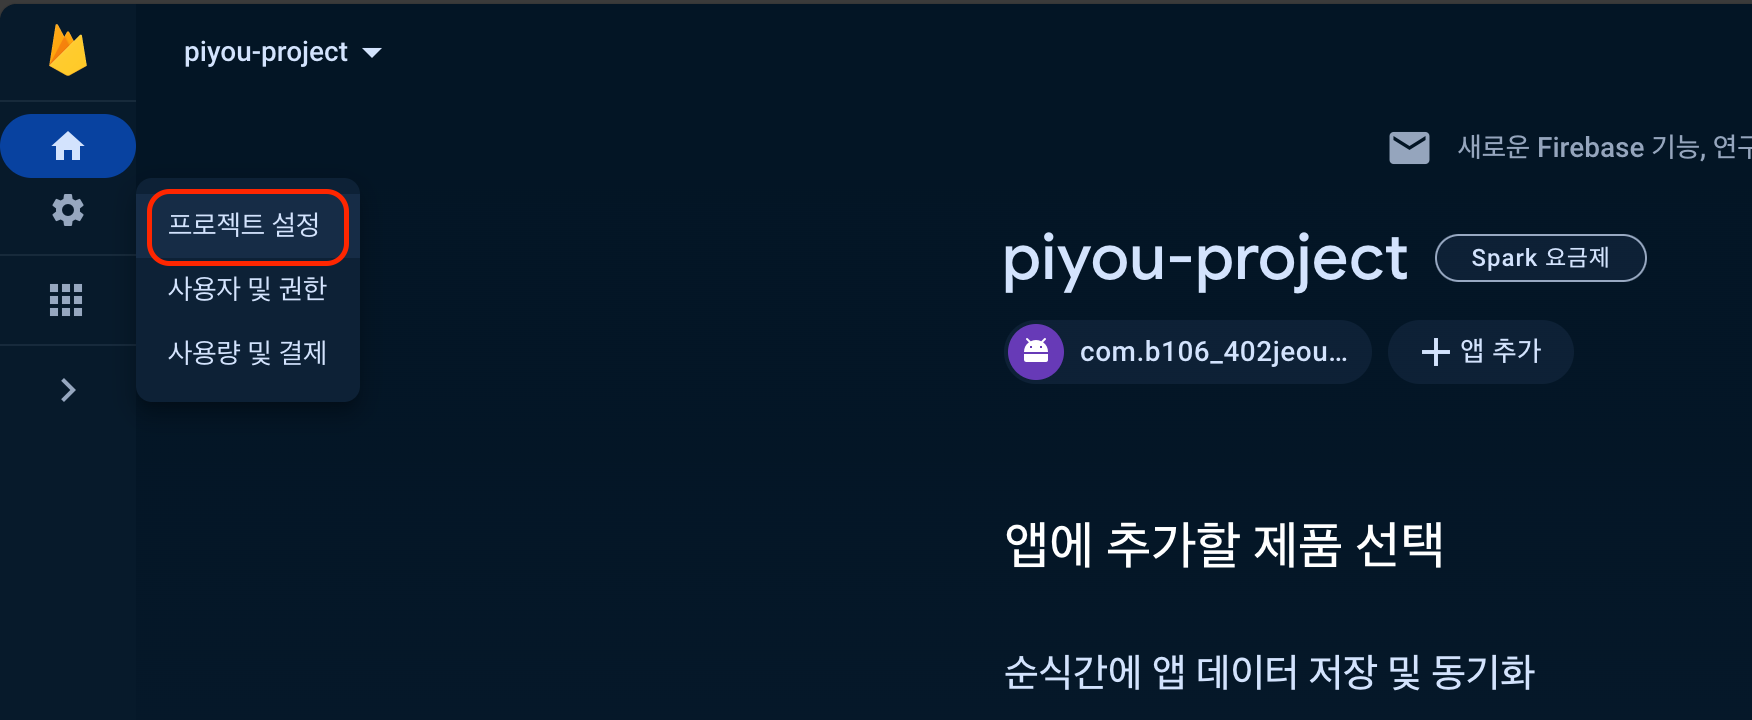 piyou-project
새로운 Firebase 기능, 연구
프로젝트 설정
사용자 및 권한
사용량 및 결제
piyou-project
Spark 요금제
com.b106_402jeou...
앱 추가
앱에 추가할 제품 선택
순식간에 앱 데이터 저장 및 동기화